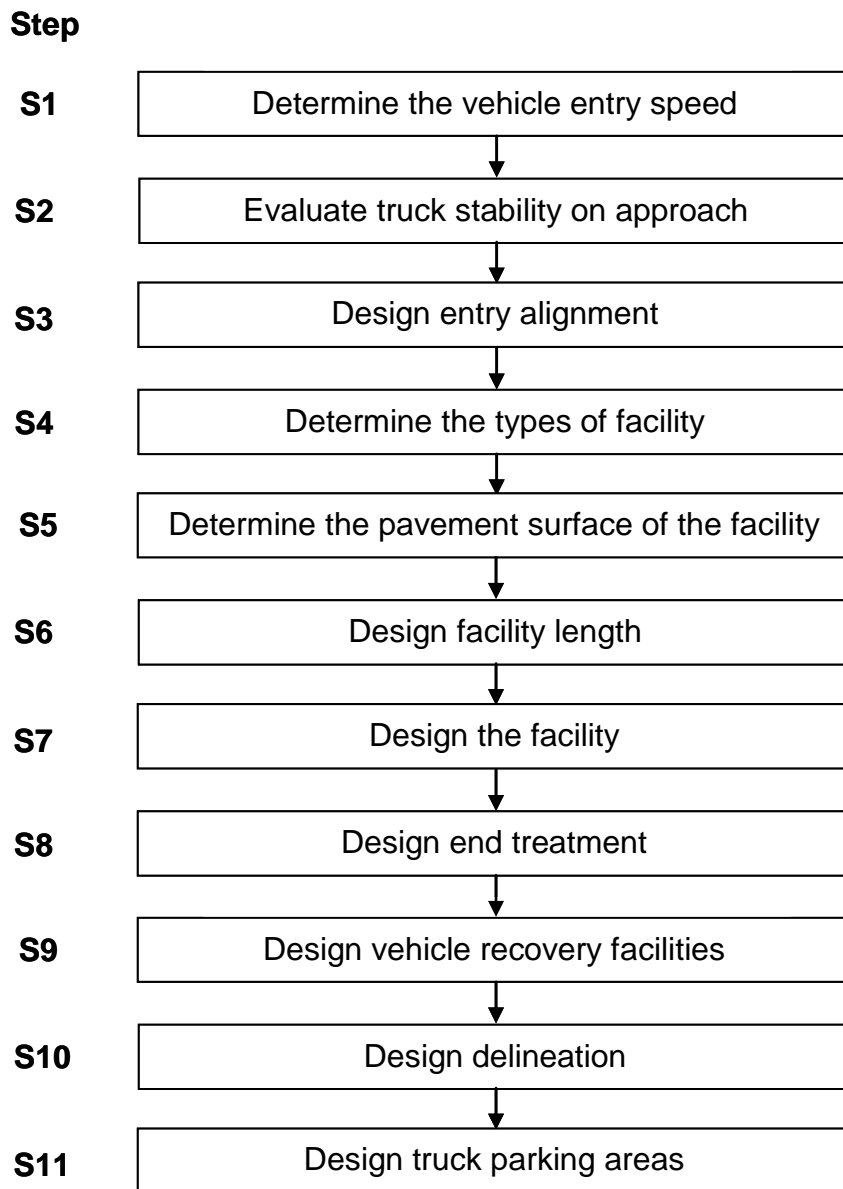 Step
S1 Determine the vehicle entry speed
S2 Evaluate truck stability on approach
S3 Design entry alignment
S4 Determine the types of facility
S5 Determine the pavement surface of the facility
S6 Design facility length
S7 Design the facility
S8 Design end treatment
S9 Design vehicle recovery facilities
S10 Design delineation
S11 Design truck parking areas